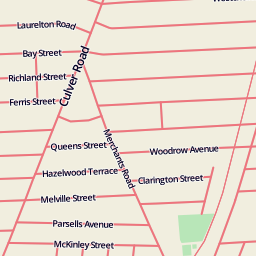 Laurelton Road
Bay Street
Culver Road
Richland Street
Ferris Street
Merchants Road
Queens Street
Woodrow Avenue
Hazelwood Terrace
Clarington Street
Melville Street
Parsells Avenue
McKinley Street